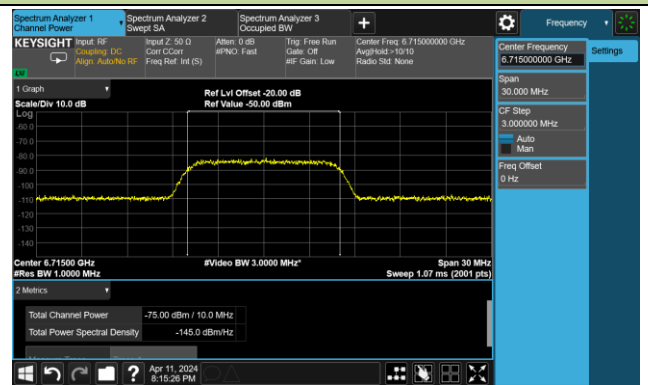 Spectrum Analyzer 1
Channel Power
Spectrum Analyzer 2
Swept SA
Spectrum Analyzer 3
Occupied BW
Frequency
KEYSIGHT
Input: RF
Coupling: DC
Align: Auto/No RF
Input Z: 50 Ω
Corr CCorr
Freq Ref: Int (S)
Atten: 0 dB
#PNO: Fast
Trig: Free Run
Gate: Off
#IF Gain: Low
Center Freq: 6.715000000 GHz
Avg|Hold:>10/10
Radio Std: None
Center Frequency
6.715000000 GHz
Settings
Span
30.000 MHz
CF Step
3.000000 MHz
Auto
Man
Freq Offset
0 Hz
1 Graph
Scale/Div 10.0 dB
Ref Lvl Offset -20.00 dB
Ref Value -50.00 dBm
Log
-60.0
-70.0
-80.0
-90.0
-100
-110
-120
-130
-140
Center 6.71500 GHz
#Res BW 1.0000 MHz
#Video BW 3.0000 MHz*
Span 30 MHz
Sweep 1.07 ms (2001 pts)
2 Metrics
Total Channel Power
-75.00 dBm / 10.0 MHz
Total Power Spectral Density
-145.0 dBm/Hz
?
Apr 11, 2024
8:15:26 PM